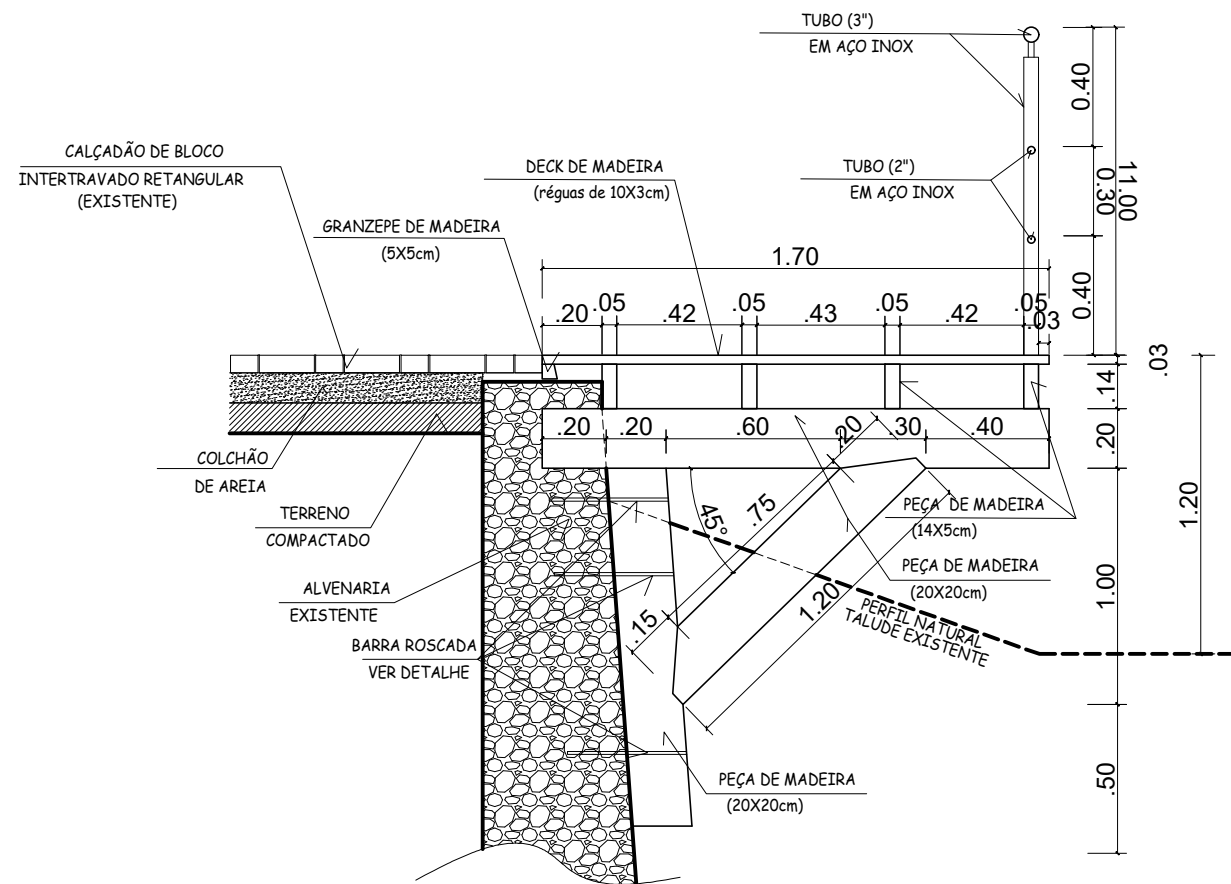 TUBO (3")
EM AÇO INOX
0.40
11.00
CALÇADÃO DE BLOCO
INTERTRAVADO RETANGULAR
(EXISTENTE)
DECK DE MADEIRA
(réguas de 10X3cm)
TUBO (2")
EM AÇO INOX
0.30
GRANZEPE DE MADEIRA
(5X5cm)
1.70
0.40
.20
.05
.42
.05
.43
.05
.42
.05
.03
.03
.14
.20
.20
.60
.20
.30
.40
.20
COLCHÃO
DE AREIA
TERRENO
COMPACTADO
.75
45°
PEÇA DE MADEIRA
(14X5cm)
1.20
PEÇA DE MADEIRA
(20X20cm)
1.00
ALVENARIA
EXISTENTE
1.20
PERFIL NATURAL
TALUDE EXISTENTE
.15
BARRA ROSCADA
VER DETALHE
PEÇA DE MADEIRA
(20X20cm)
.50